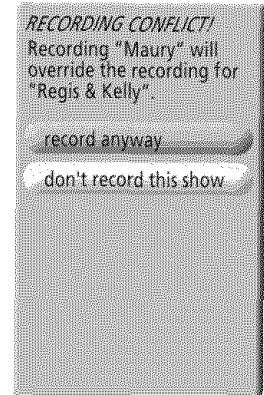 RECORDING CONFLICT!
Recording "Maury" will
override the recording for
"Regis & Kelly".
record anyway
don't record this show